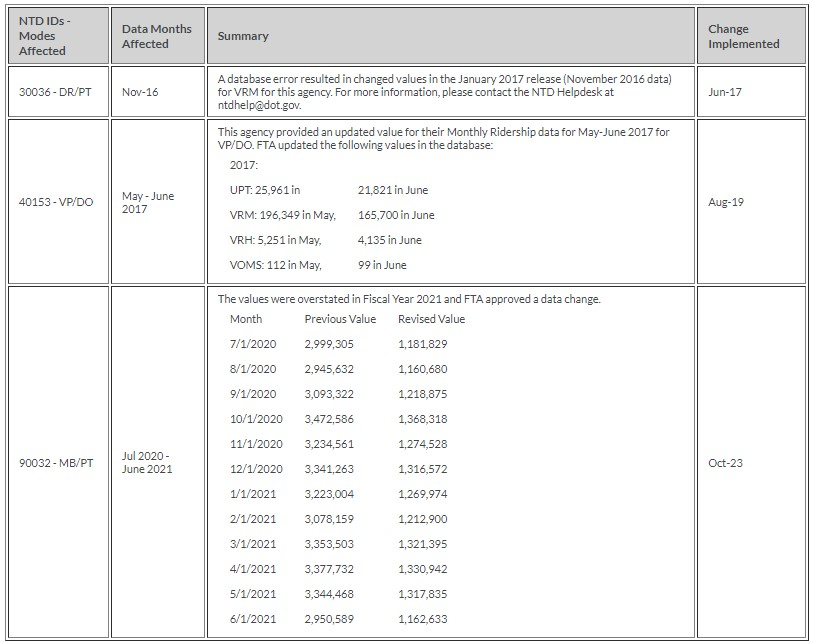 NTD IDs -
Modes
Affected
Data Months
Affected
Summary
Change
Implemented
30036 - DR/PT
Nov-16
A database error resulted in changed values in the January 2017 release (November 2016 data)
for VRM for this agency. For more information, please contact the NTD Helpdesk at
ntdhelp@dot.gov.
Jun-17
40153 - VP/DO
May - June
2017
This agency provided an updated value for their Monthly Ridership data for May-June 2017 for
VP/DO. FTA updated the following values in the database:
2017:
UPT: 25,961 in 21,821 in June
VRM: 196,349 in May, 165,700 in June
VRH: 5,251 in May, 4,135 in June
VOMS: 112 in May, 99 in June
Aug-19
90032 - MB/PT
Jul 2020 -
June 2021
The values were overstated in Fiscal Year 2021 and FTA approved a data change.
Month Previous Value Revised Value
7/1/2020 2,999,305 1,181,829
8/1/2020 2,945,632 1,160,680
9/1/2020 3,093,322 1,218,875
10/1/2020 3,472,586 1,368,318
11/1/2020 3,234,561 1,274,528
12/1/2020 3,341,263 1,316,572
1/1/2021 3,223,004 1,269,974
2/1/2021 3,078,159 1,212,900
3/1/2021 3,353,503 1,321,395
4/1/2021 3,377,732 1,330,942
5/1/2021 3,344,468 1,317,835
6/1/2021 2,950,589 1,162,633
Oct-23